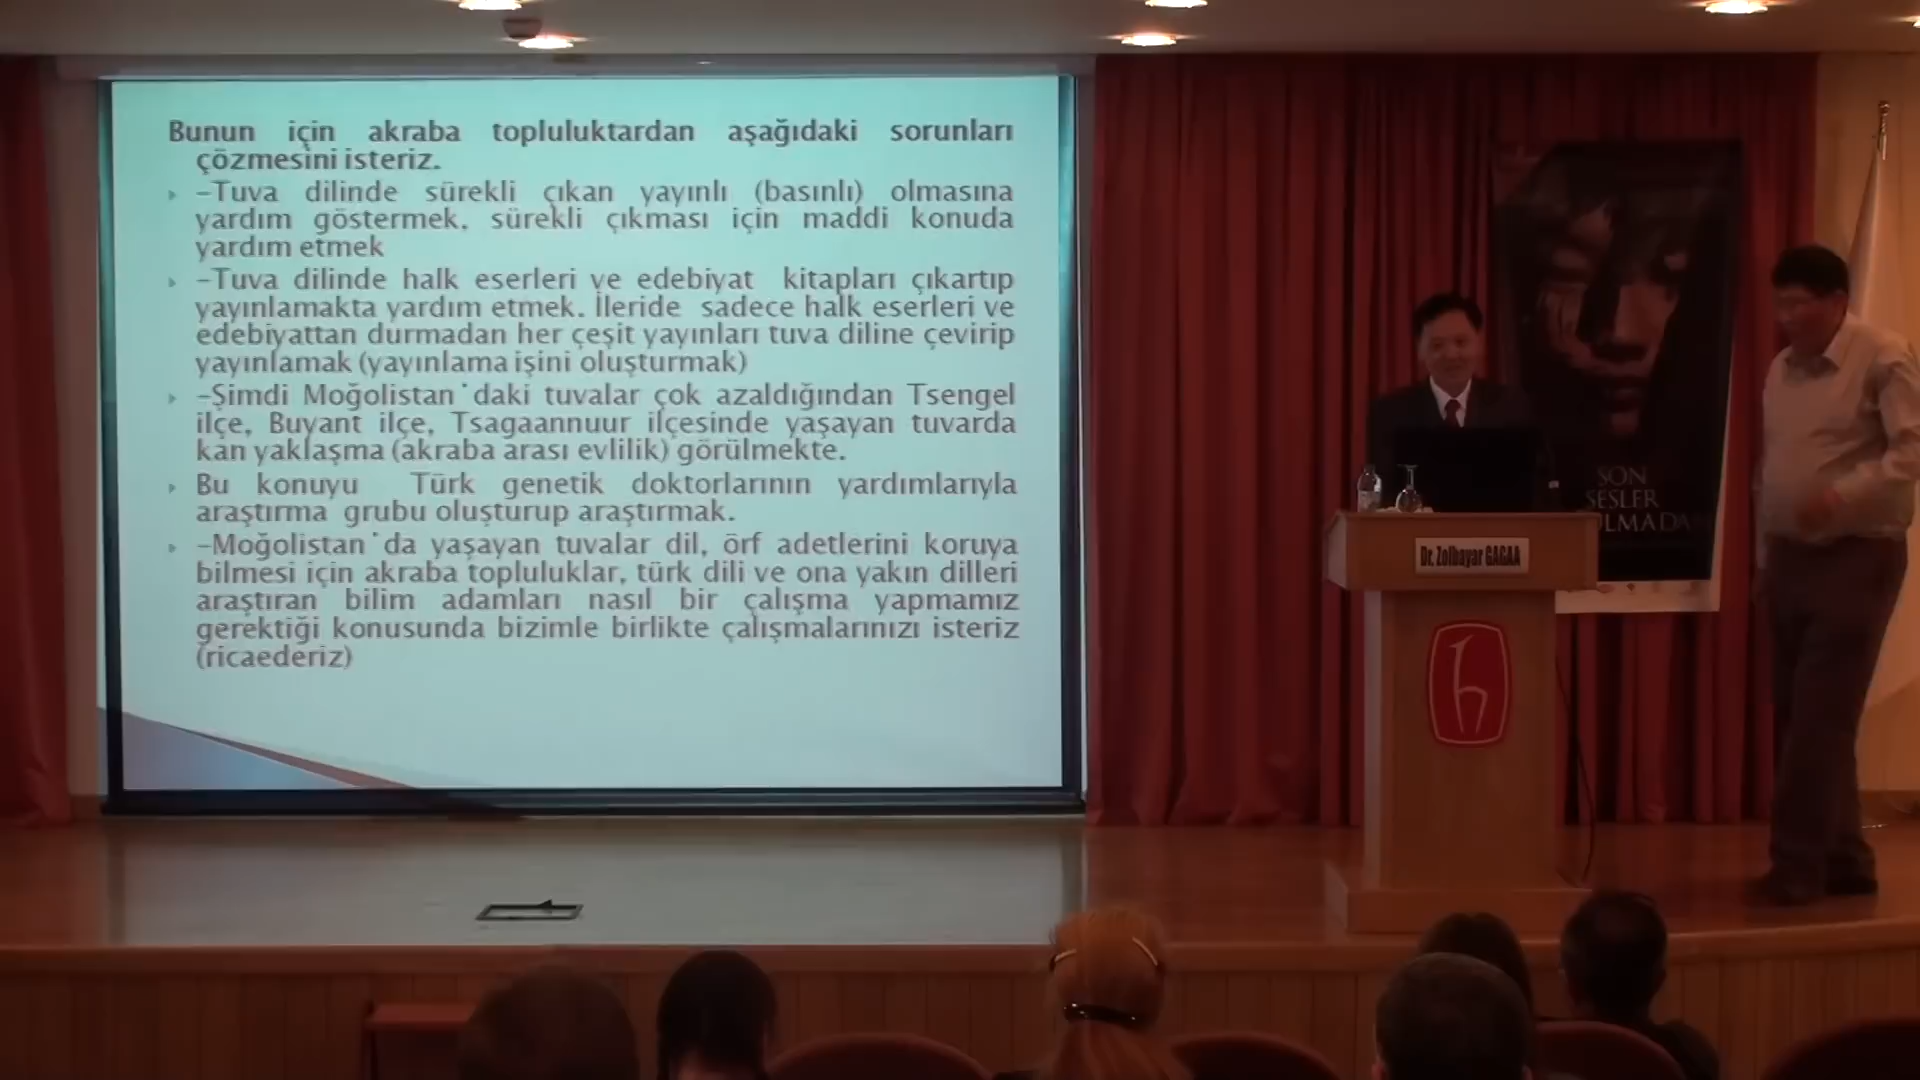 Bunun için akraba topluluktardan aşağıdaki sorunları
çözmesini isteriz.
-Tuva dilinde sürekli çıkan yayınlı (basınlı) olmasına
yardım göstermek, sürekli çıkması için maddi konuda
yardım etmek
-Tuva dilinde halk eserleri ve edebiyat kitapları çıkartıp
yayınlamakta yardım etmek. İleride sadece halk eserleri ve
edebiyattan durmadan her çeşit yayınları tuva diline çevirip
yayınlamak (yayınlama işini oluşturmak)
-Şimdi Moğolistan'daki tuvalar çok azaldığından Tsengel
ilçe, Buyant ilçe, Tsagaannuur ilçesinde yaşayan tuvarda
kan yaklaşma (akraba arası evlilik) görülmekte.
Bu konuyu Türk genetik doktorlarının yardımlarıyla
araştırma grubu oluşturup araştırmak.
-Moğolistan'da yaşayan tuvalar dil, örf adetlerini koruya
bilmesi için akraba topluluklar, türk dili ve ona yakın dilleri
araştıran bilim adamları nasıl bir çalışma yapmamız
gerektiği konusunda bizimle birlikte çalışmalarınızı isteriz
(ricaederiz)
SON
SESLER
OLMADA
Dr. Zolbayar GAGAA